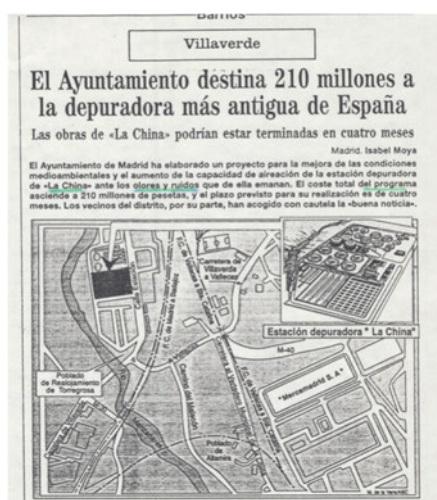 Barrios
Villaverde
El Ayuntamiento destina 210 millones a
la depuradora más antigua de España
Las obras de «La China» podrían estar terminadas en cuatro meses
Madrid. Isabel Moya
El Ayuntamiento de Madrid ha elaborado un proyecto para la mejora de las condiciones
medioambientales y el aumento de la capacidad de aireación de la estación depuradora
de «La China» ante los olores y ruidos que de ella emanan. El coste total del programa
asciende a 210 millones de pesetas, y el plazo previsto para su realización es de cuatro
meses. Los vecinos del distrito, por su parte, han acogido con cautela la «buena noticia».
Carretera de
Villaverde
a Vallecas
Estación depuradora " La China"
M-40
"Mercamadrid S. A"
Poblado
de Realojamiento
de Torregrosa
Camino del
Poblado
de
Altamira